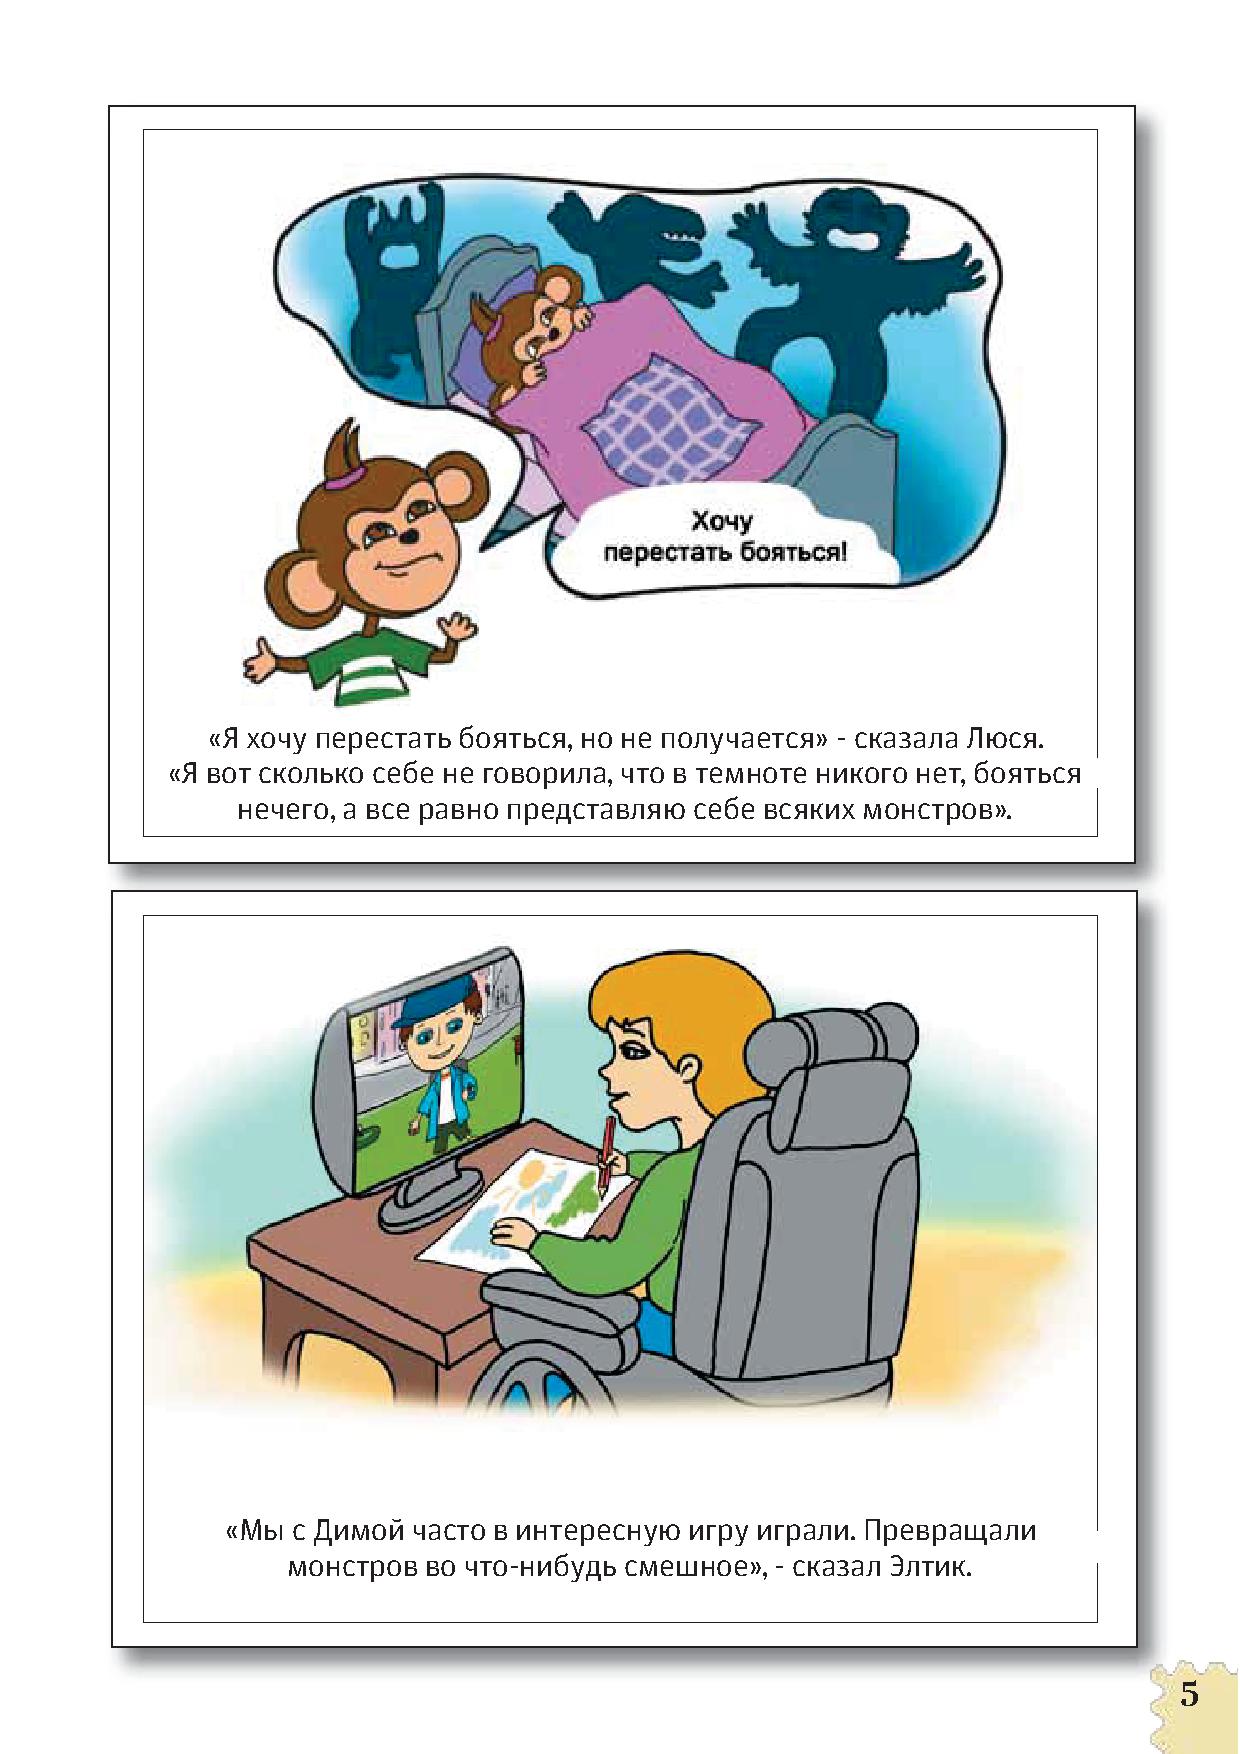 Хочу
перестать бояться!
«Я хочу перестать бояться, но не получается» - сказала Люся.
«Я вот сколько себе не говорила, что в темноте никого нет, бояться
нечего, а все равно представляю себе всяких монстров».
«Мы с Димой часто в интересную игру играли. Превращали
монстров во что-нибудь смешное», - сказал Элтик.
5